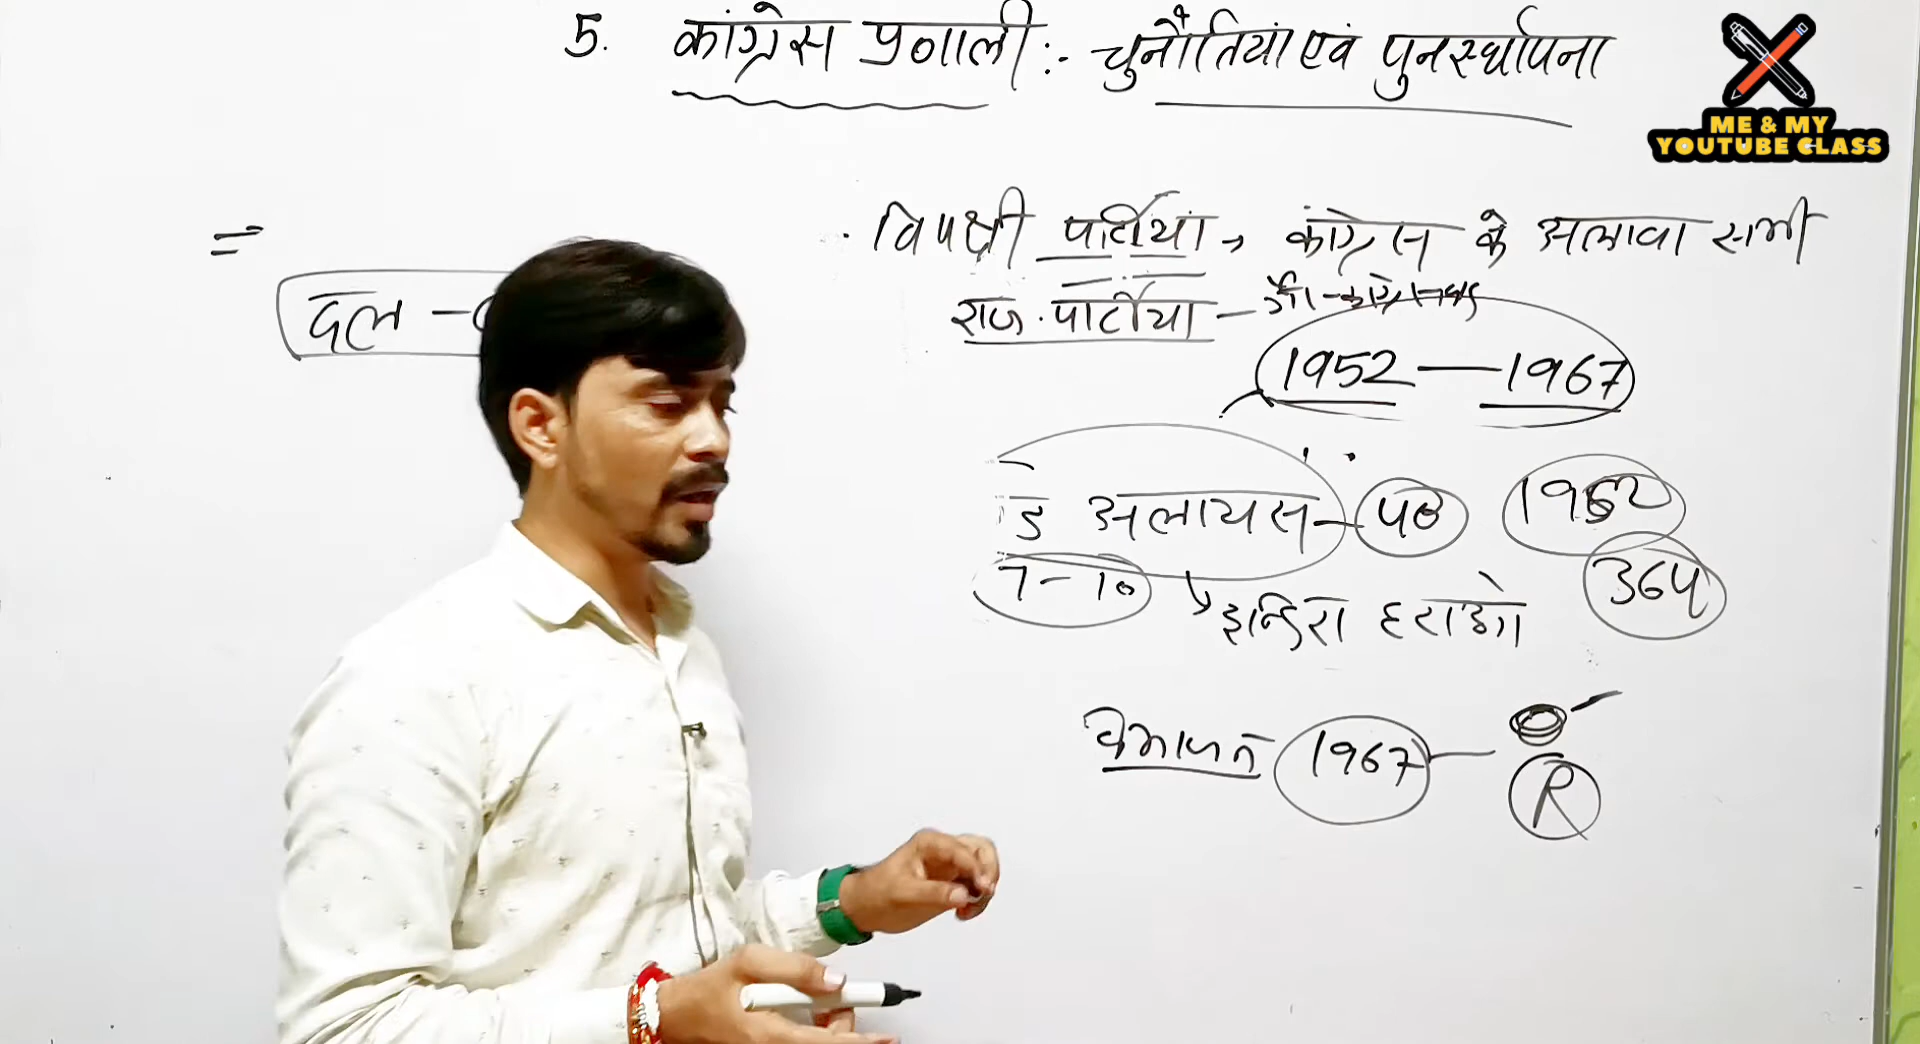 5. कांग्रेस प्रणाली :- चुनौतियां एवं पुनर्स्थापना
ME & MY
YOUTUBE CLASS
=
. विपक्षी पार्टियां → कांग्रेस के अलावा सभी
राज. पार्टीया - गैर-
1952 — 1967
दल -
ड अलायस - 40
1952
7-10
364
इन्दिरा हटाओ
1967 —
R